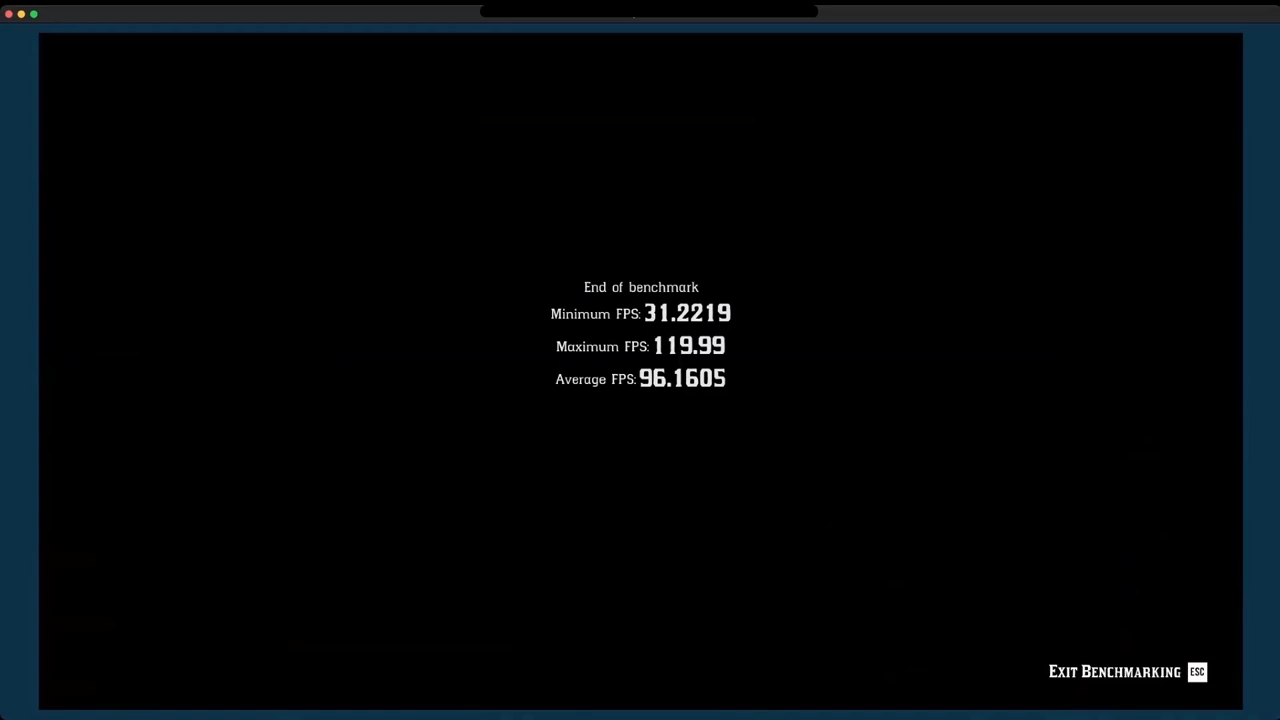 End of benchmark
Minimum FPS: 31.2219
Maximum FPS: 119.99
Average FPS: 96.1605
EXIT BENCHMARKING ESC